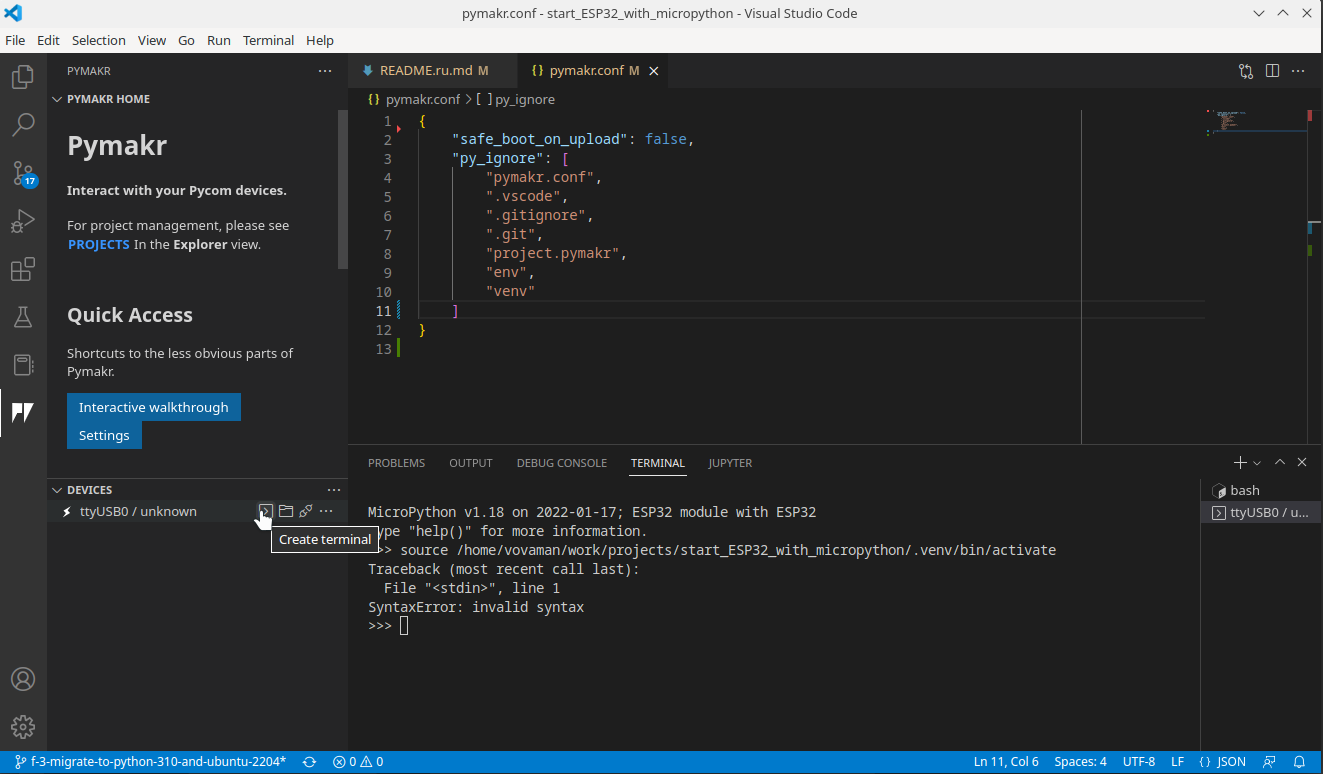 pymakr.conf - start_ESP32_with_micropython - Visual Studio Code
File Edit Selection View Go Run Terminal Help
PYMAKR
PYMAKR HOME
Pymakr
Interact with your Pycom devices.
For project management, please see
PROJECTS In the Explorer view.
Quick Access
Shortcuts to the less obvious parts of
Pymakr.
Interactive walkthrough
Settings
DEVICES
ttyUSB0 / unknown
Create terminal
17
README.ru.md M
{} pymakr.conf M
{} pymakr.conf > [ ] py_ignore
1 {
2 "safe_boot_on_upload": false,
3 "py_ignore": [
4 "pymakr.conf",
5 ".vscode",
6 ".gitignore",
7 ".git",
8 "project.pymakr",
9 "env",
10 "venv"
11 ]
12 }
13
PROBLEMS OUTPUT DEBUG CONSOLE TERMINAL JUPYTER
MicroPython v1.18 on 2022-01-17; ESP32 module with ESP32
ype "help()" for more information.
>> source /home/vovaman/work/projects/start_ESP32_with_micropython/.venv/bin/activate
Traceback (most recent call last):
File "<stdin>", line 1
SyntaxError: invalid syntax
>>>
bash
ttyUSB0 / u...
f-3-migrate-to-python-310-and-ubuntu-2204* 0 0 Ln 11, Col 6 Spaces: 4 UTF-8 LF {} JSON